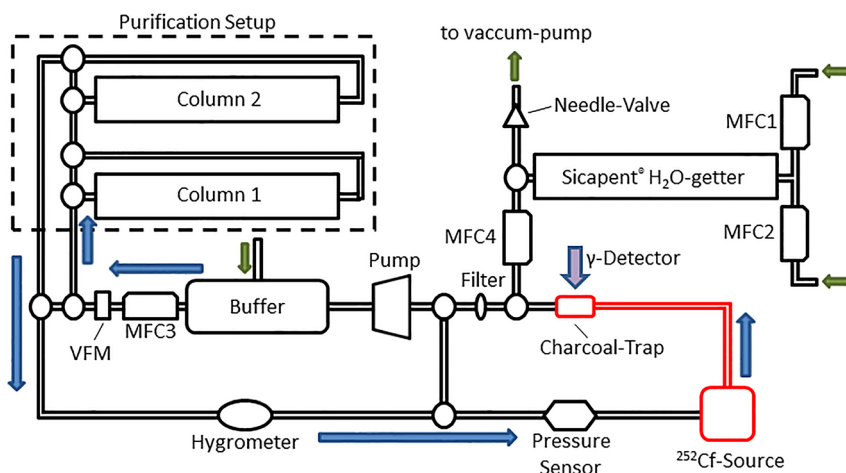 Purification Setup
to vaccum-pump
Column 2
Needle-Valve
MFC1
Column 1
Sicapent® H₂O-getter
MFC4
MFC2
Pump
γ-Detector
Filter
Buffer
VFM
MFC3
Charcoal-Trap
Hygrometer
Pressure
Sensor
²⁵²Cf-Source